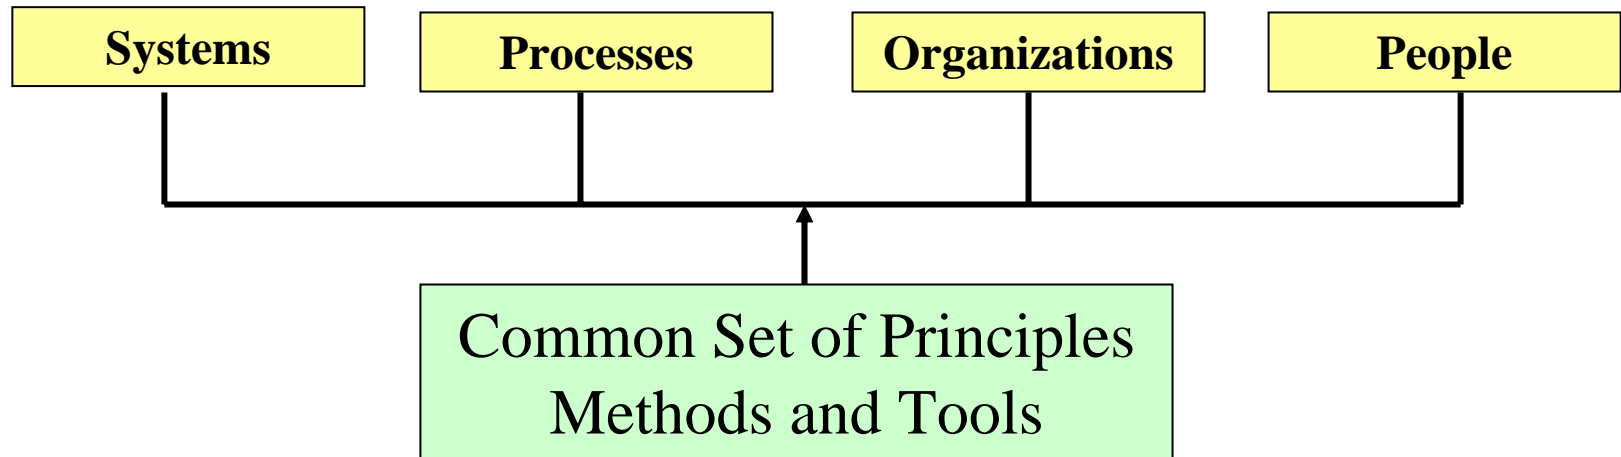 Systems
Processes
Organizations
People
Common Set of Principles
Methods and Tools